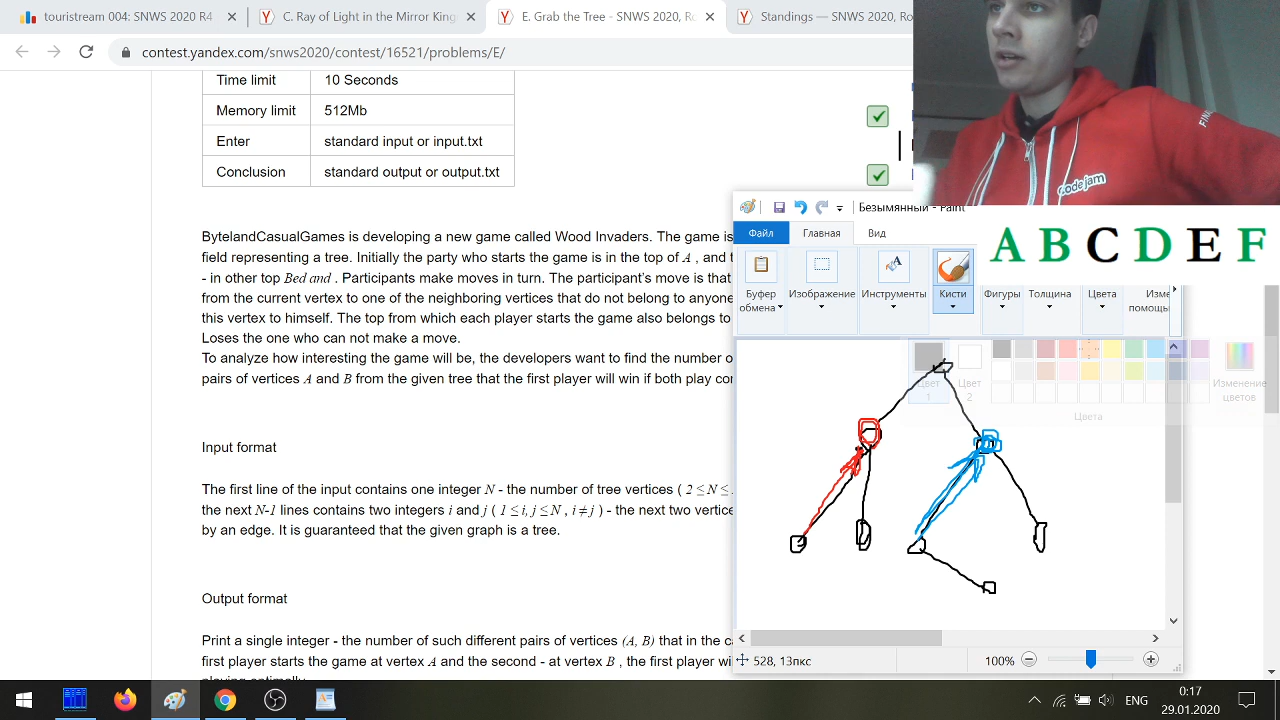 touristream 004: SNWS 2020 R4
C. Ray of Light in the Mirror King
E. Grab the Tree - SNWS 2020, Ro
Standings — SNWS 2020, Ro
contest.yandex.com/snws2020/contest/16521/problems/E/
Time limit 10 Seconds
Memory limit 512Mb
Enter standard input or input.txt
Conclusion standard output or output.txt
BytelandCasualGames is developing a new game called Wood Invaders. The game is
field representing a tree. Initially the party who starts the game is in the top of A , and t
- in other top Bed and . Participants make moves in turn. The participant's move is that
from the current vertex to one of the neighboring vertices that do not belong to anyone
this vertex to himself. The top from which each player starts the game also belongs to
Loses the one who can not make a move.
To analyze how interesting the game will be, the developers want to find the number o
pairs of vertices A and B from the given tree that the first player will win if both play cor
Input format
The first line of the input contains one integer N - the number of tree vertices ( 2 ≤ N ≤
the next N-1 lines contains two integers i and j ( 1 ≤ i, j ≤ N , i ≠ j ) - the next two vertice
by an edge. It is guaranteed that the given graph is a tree.
Output format
Print a single integer - the number of such different pairs of vertices (A, B) that in the ca
first player starts the game at vertex A and the second - at vertex B , the first player wi
playing optimally.
FINA
code jam
A B C D E F
Безымянный - Paint
Файл Главная Вид
Буфер обмена
Изображение
Инструменты
Кисти
Фигуры
Толщина
Цвета
Изме
помощь
Цвет 1
Цвет 2
Изменение цветов
Цвета
528, 13пкс
100%
ENG
0:17
29.01.2020